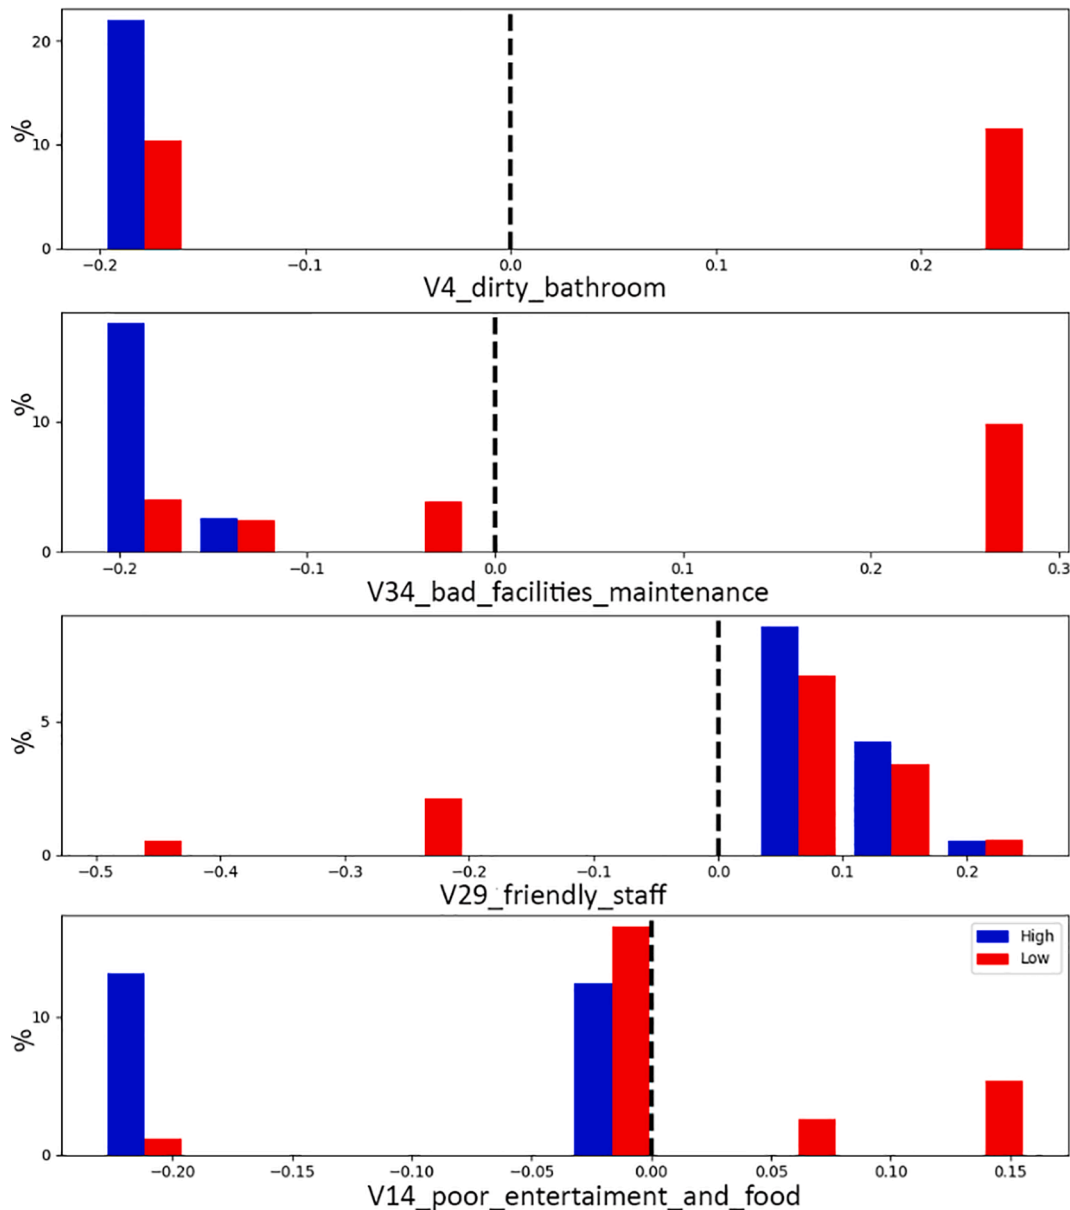 20
%
10
0
−0.2 −0.1 0.0 0.1 0.2
V4_dirty_bathroom
%
10
0
−0.2 −0.1 0.0 0.1 0.2 0.3
V34_bad_facilities_maintenance
5
%
0
−0.5 −0.4 −0.3 −0.2 −0.1 0.0 0.1 0.2
V29_friendly_staff
High
Low
10
%
0
−0.20 −0.15 −0.10 −0.05 0.00 0.05 0.10 0.15
V14_poor_entertaiment_and_food